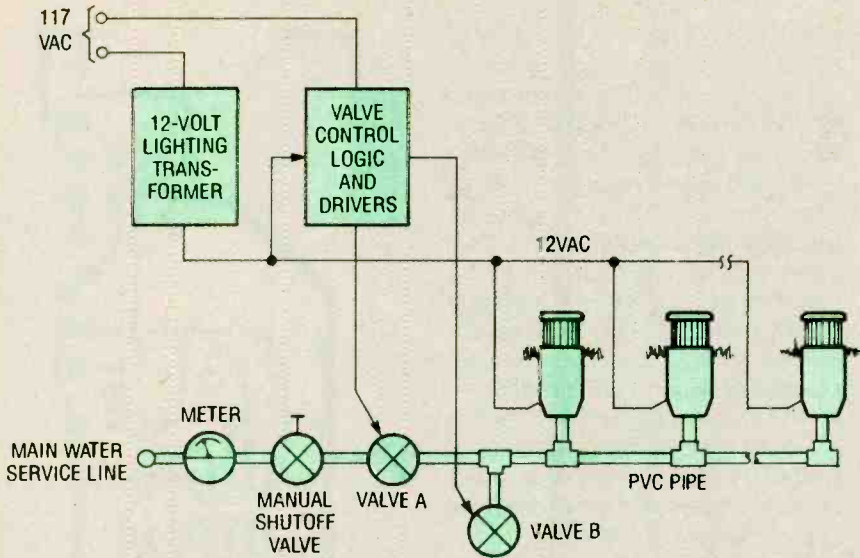 117
VAC
12-VOLT
LIGHTING
TRANS-
FORMER
VALVE
CONTROL
LOGIC
AND
DRIVERS
12VAC
METER
MAIN WATER
SERVICE LINE
MANUAL
SHUTOFF
VALVE
VALVE A
VALVE B
PVC PIPE